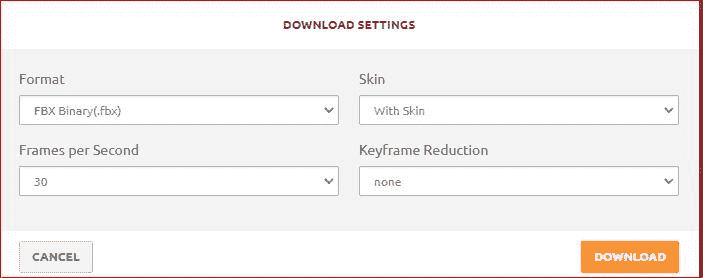 DOWNLOAD SETTINGS
Format
Skin
FBX Binary(.fbx)
With Skin
Frames per Second
Keyframe Reduction
30
none
CANCEL
DOWNLOAD